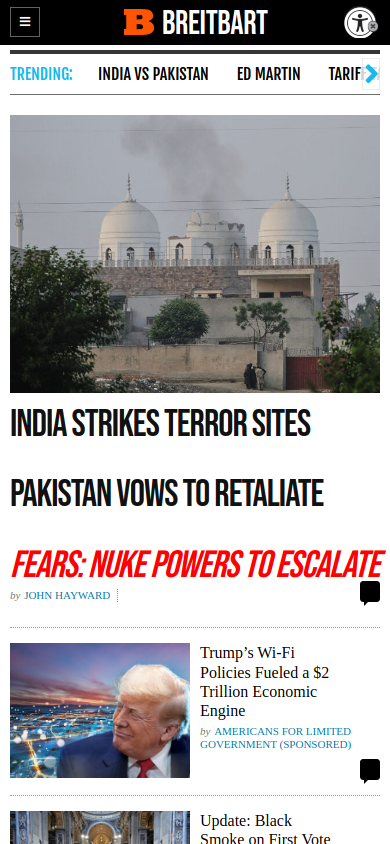 BREITBART
TRENDING: INDIA VS PAKISTAN ED MARTIN TARIF
INDIA STRIKES TERROR SITES
PAKISTAN VOWS TO RETALIATE
FEARS: NUKE POWERS TO ESCALATE
by JOHN HAYWARD
Trump’s Wi-Fi
Policies Fueled a $2
Trillion Economic
Engine
by AMERICANS FOR LIMITED
GOVERNMENT (SPONSORED)
Update: Black
Smoke on First Vote